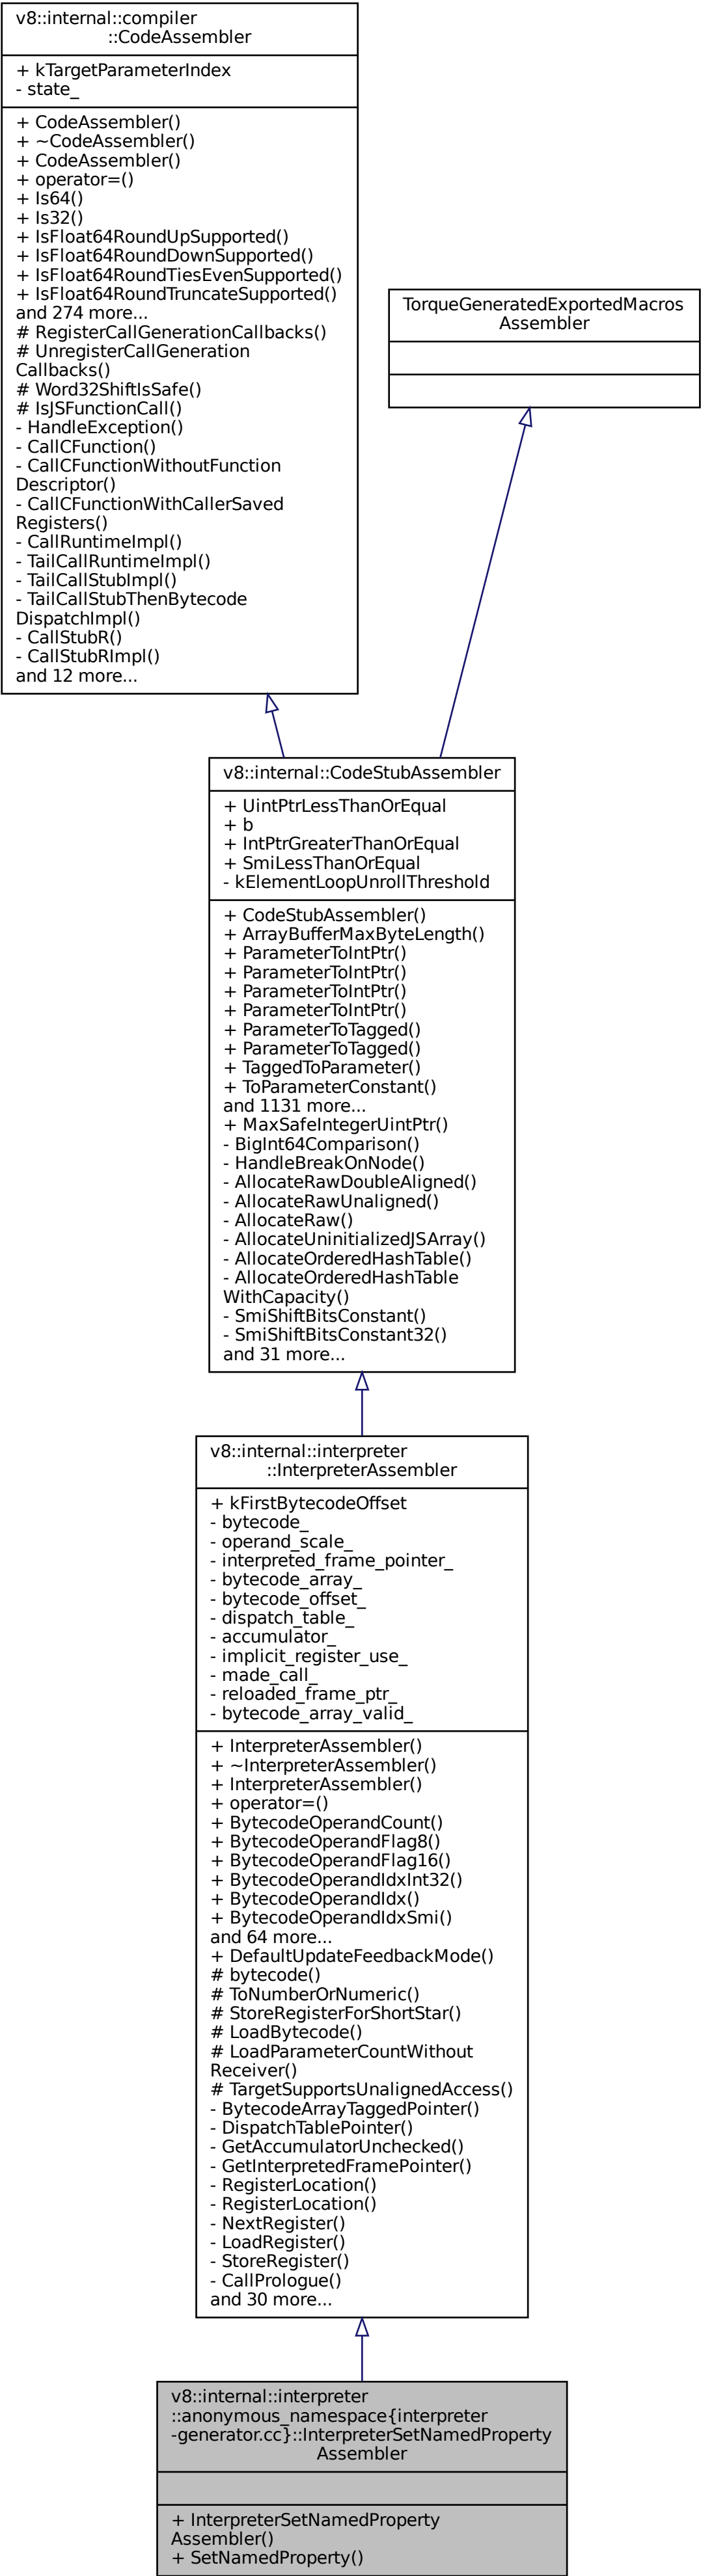 v8::internal::compiler
::CodeAssembler
+ kTargetParameterIndex
- state_
+ CodeAssembler()
+ ~CodeAssembler()
+ CodeAssembler()
+ operator=()
+ Is64()
+ Is32()
+ IsFloat64RoundUpSupported()
+ IsFloat64RoundDownSupported()
+ IsFloat64RoundTiesEvenSupported()
+ IsFloat64RoundTruncateSupported()
and 274 more...
# RegisterCallGenerationCallbacks()
# UnregisterCallGeneration
Callbacks()
# Word32ShiftIsSafe()
# IsJSFunctionCall()
- HandleException()
- CallCFunction()
- CallCFunctionWithoutFunction
Descriptor()
- CallCFunctionWithCallerSaved
Registers()
- CallRuntimeImpl()
- TailCallRuntimeImpl()
- TailCallStubImpl()
- TailCallStubThenBytecode
DispatchImpl()
- CallStubR()
- CallStubRImpl()
and 12 more...
TorqueGeneratedExportedMacros
Assembler
v8::internal::CodeStubAssembler
+ UintPtrLessThanOrEqual
+ b
+ IntPtrGreaterThanOrEqual
+ SmiLessThanOrEqual
- kElementLoopUnrollThreshold
+ CodeStubAssembler()
+ ArrayBufferMaxByteLength()
+ ParameterToIntPtr()
+ ParameterToIntPtr()
+ ParameterToIntPtr()
+ ParameterToIntPtr()
+ ParameterToTagged()
+ ParameterToTagged()
+ TaggedToParameter()
+ ToParameterConstant()
and 1131 more...
+ MaxSafeIntegerUintPtr()
- BigInt64Comparison()
- HandleBreakOnNode()
- AllocateRawDoubleAligned()
- AllocateRawUnaligned()
- AllocateRaw()
- AllocateUninitializedJSArray()
- AllocateOrderedHashTable()
- AllocateOrderedHashTable
WithCapacity()
- SmiShiftBitsConstant()
- SmiShiftBitsConstant32()
and 31 more...
v8::internal::interpreter
::InterpreterAssembler
+ kFirstBytecodeOffset
- bytecode_
- operand_scale_
- interpreted_frame_pointer_
- bytecode_array_
- bytecode_offset_
- dispatch_table_
- accumulator_
- implicit_register_use_
- made_call_
- reloaded_frame_ptr_
- bytecode_array_valid_
+ InterpreterAssembler()
+ ~InterpreterAssembler()
+ InterpreterAssembler()
+ operator=()
+ BytecodeOperandCount()
+ BytecodeOperandFlag8()
+ BytecodeOperandFlag16()
+ BytecodeOperandIdxInt32()
+ BytecodeOperandIdx()
+ BytecodeOperandIdxSmi()
and 64 more...
+ DefaultUpdateFeedbackMode()
# bytecode()
# ToNumberOrNumeric()
# StoreRegisterForShortStar()
# LoadBytecode()
# LoadParameterCountWithout
Receiver()
# TargetSupportsUnalignedAccess()
- BytecodeArrayTaggedPointer()
- DispatchTablePointer()
- GetAccumulatorUnchecked()
- GetInterpretedFramePointer()
- RegisterLocation()
- RegisterLocation()
- NextRegister()
- LoadRegister()
- StoreRegister()
- CallPrologue()
and 30 more...
v8::internal::interpreter
::anonymous_namespace{interpreter
-generator.cc}::InterpreterSetNamedProperty
Assembler
+ InterpreterSetNamedProperty
Assembler()
+ SetNamedProperty()